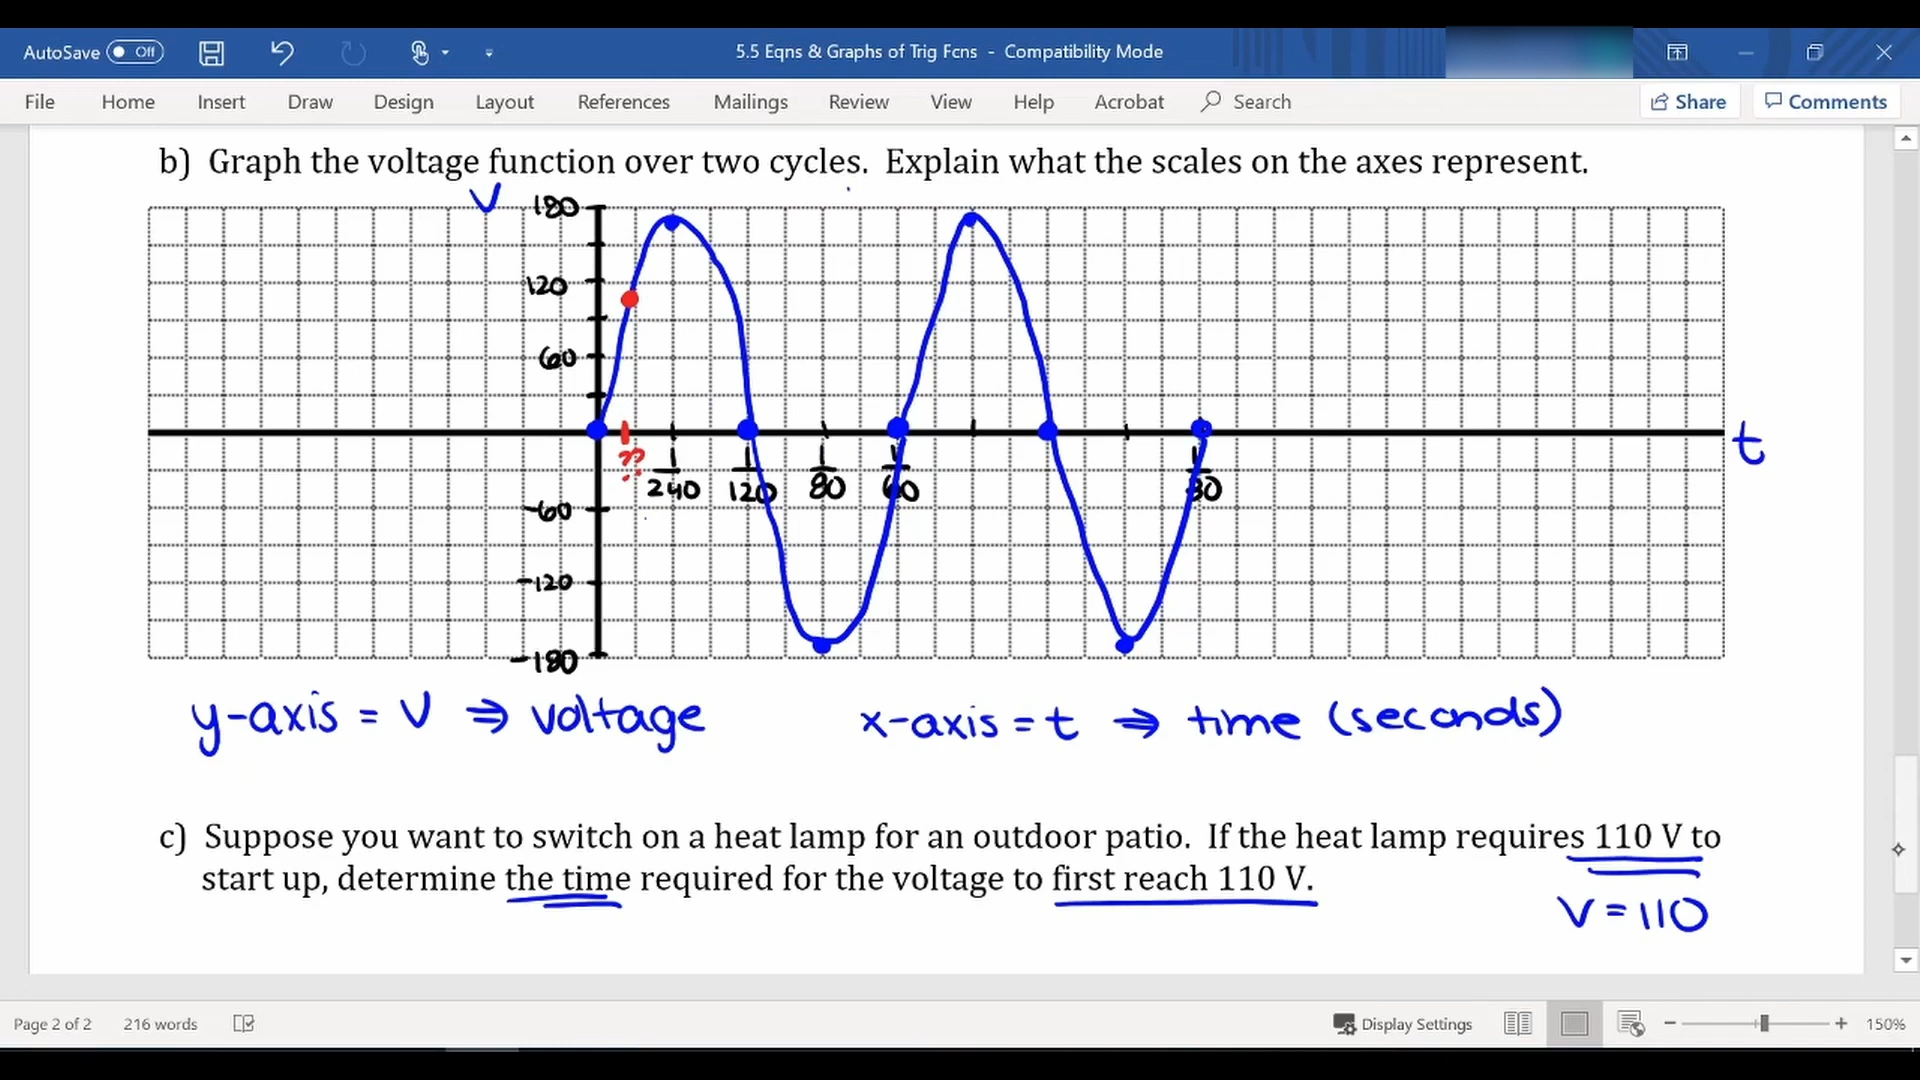 AutoSave Off 5.5 Eqns & Graphs of Trig Fcns - Compatibility Mode
File Home Insert Draw Design Layout References Mailings Review View Help Acrobat Search Share Comments
b) Graph the voltage function over two cycles. Explain what the scales on the axes represent.
V
180
120
60
t
??
1/240 1/120 1/80 1/60 1/30
-60
-120
-180
y-axis = V ⇒ voltage x-axis = t ⇒ time (seconds)
c) Suppose you want to switch on a heat lamp for an outdoor patio. If the heat lamp requires 110 V to
start up, determine the time required for the voltage to first reach 110 V.
V = 110
Page 2 of 2 216 words Display Settings 150%